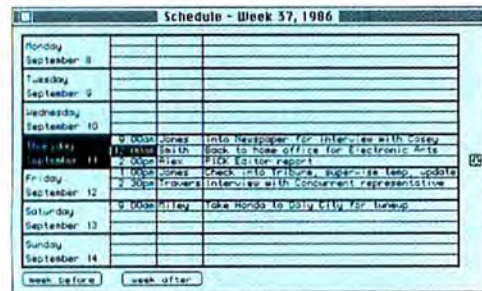 Schedule - Week 37, 1986
Monday
September 8
Tuesday
September 9
Wednesday
September 10
Thursday
September 11
9:00am Jones Into Newspaper for Interview with Casey
Smith Back to home office for Electronic Arts
2:00pm Alex PICK Editor report
Friday
September 12
1:00pm Jones Check into Tribune, supervise temp, update
2:30pm Travers Interview with Concurrent representative
Saturday
September 13
9:00am Miley Take Honda to Daly City for tuneup
Sunday
September 14
week before
week after